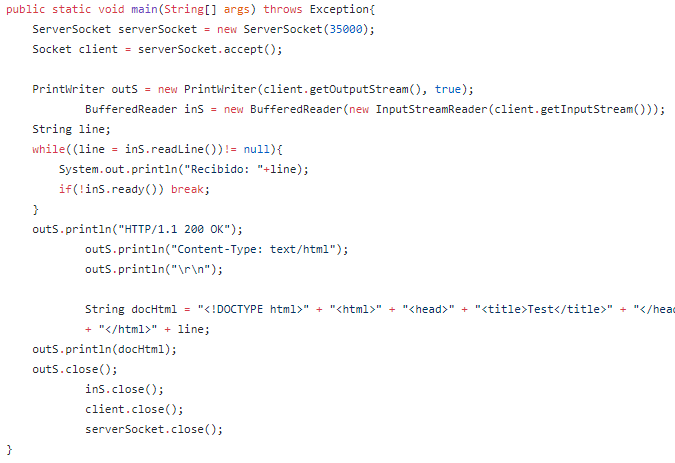 public static void main(String[] args) throws Exception{
    ServerSocket serverSocket = new ServerSocket(35000);
    Socket client = serverSocket.accept();

    PrintWriter outS = new PrintWriter(client.getOutputStream(), true);
            BufferedReader inS = new BufferedReader(new InputStreamReader(client.getInputStream()));
    String line;
    while((line = inS.readLine())!= null){
        System.out.println("Recibido: "+line);
        if(!inS.ready()) break;
    }
    outS.println("HTTP/1.1 200 OK");
            outS.println("Content-Type: text/html");
            outS.println("\r\n");

            String docHtml = "<!DOCTYPE html>" + "<html>" + "<head>" + "<title>Test</title>" + "</hea
            + "</html>" + line;
    outS.println(docHtml);
    outS.close();
            inS.close();
            client.close();
            serverSocket.close();
}